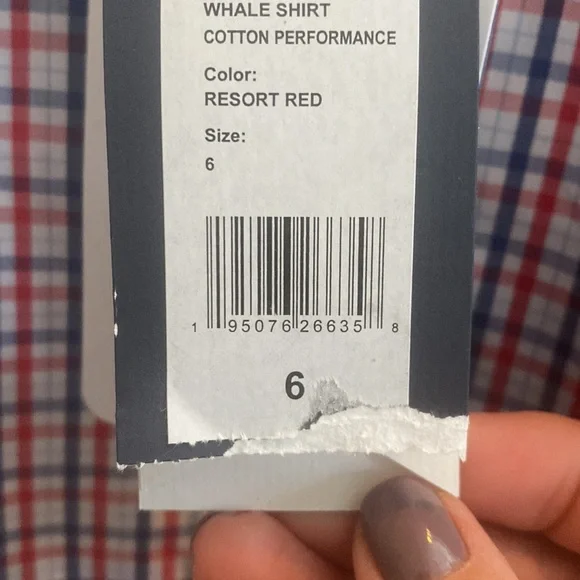 WHALE SHIRT
COTTON PERFORMANCE
Color:
RESORT RED
Size:
6
1 95076 26635 8
6